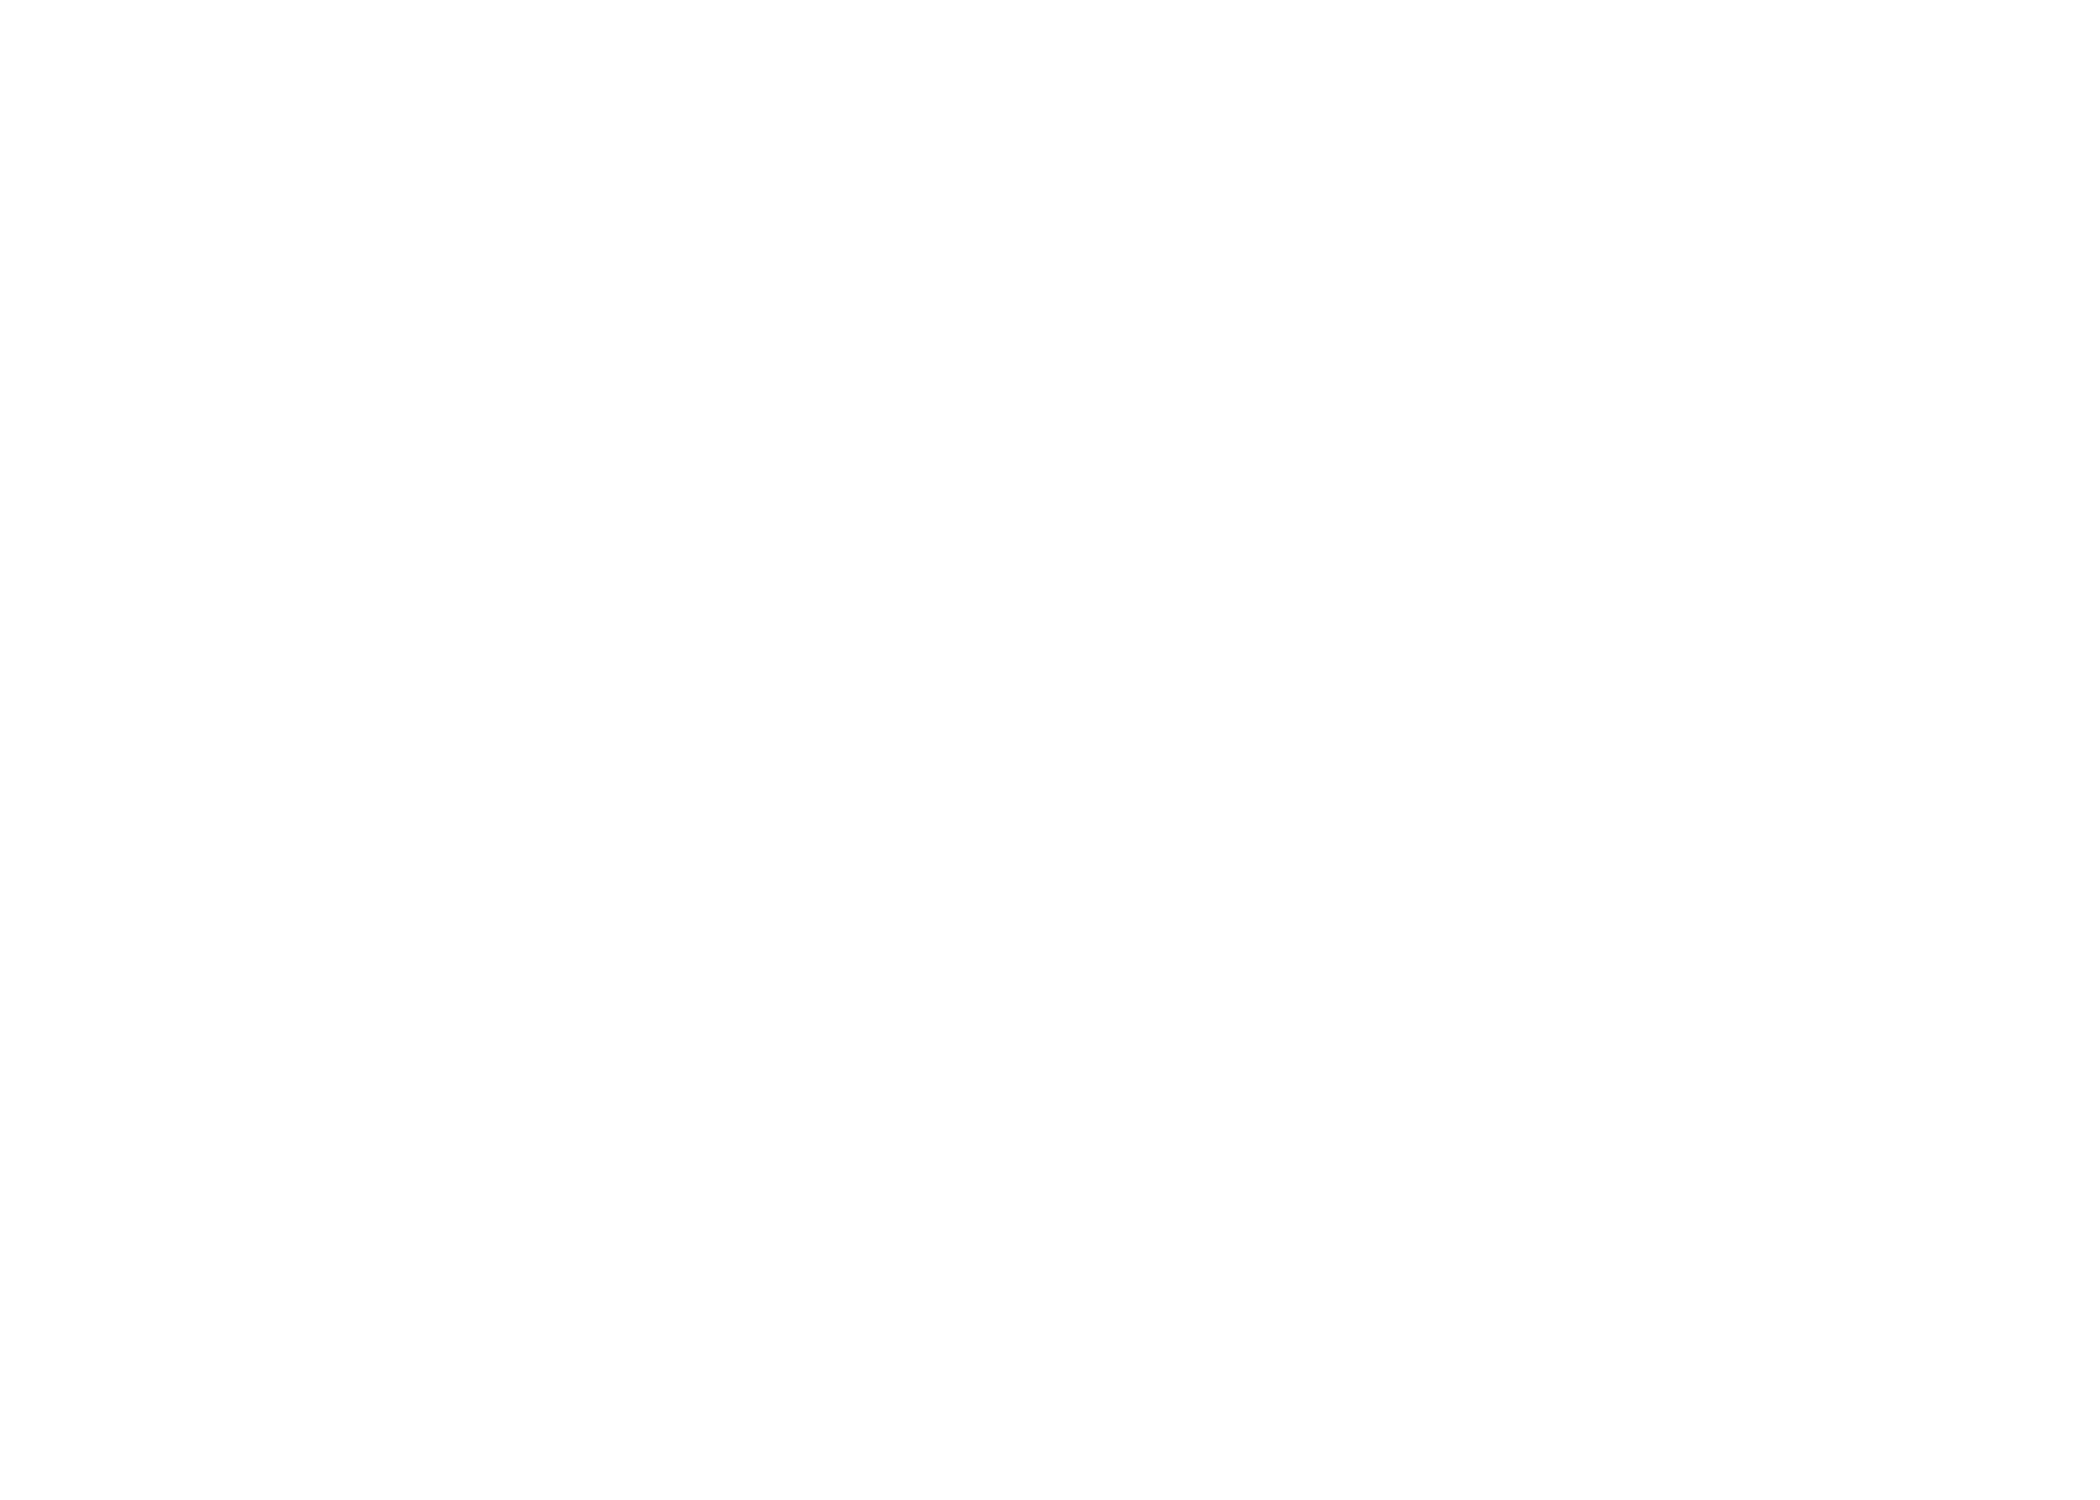 United under a new name, "the Terran", they built a
second home for themselves: a grand space station
called the Attis. As they explored the galaxy, they
became allies of the Coalition-- a conglomerate of four
other sentient species. However, conflict invevitably
resurfaced-- not everyone agreed with the rules of the
Coalition, so a fragment of the Terran left the Attis.